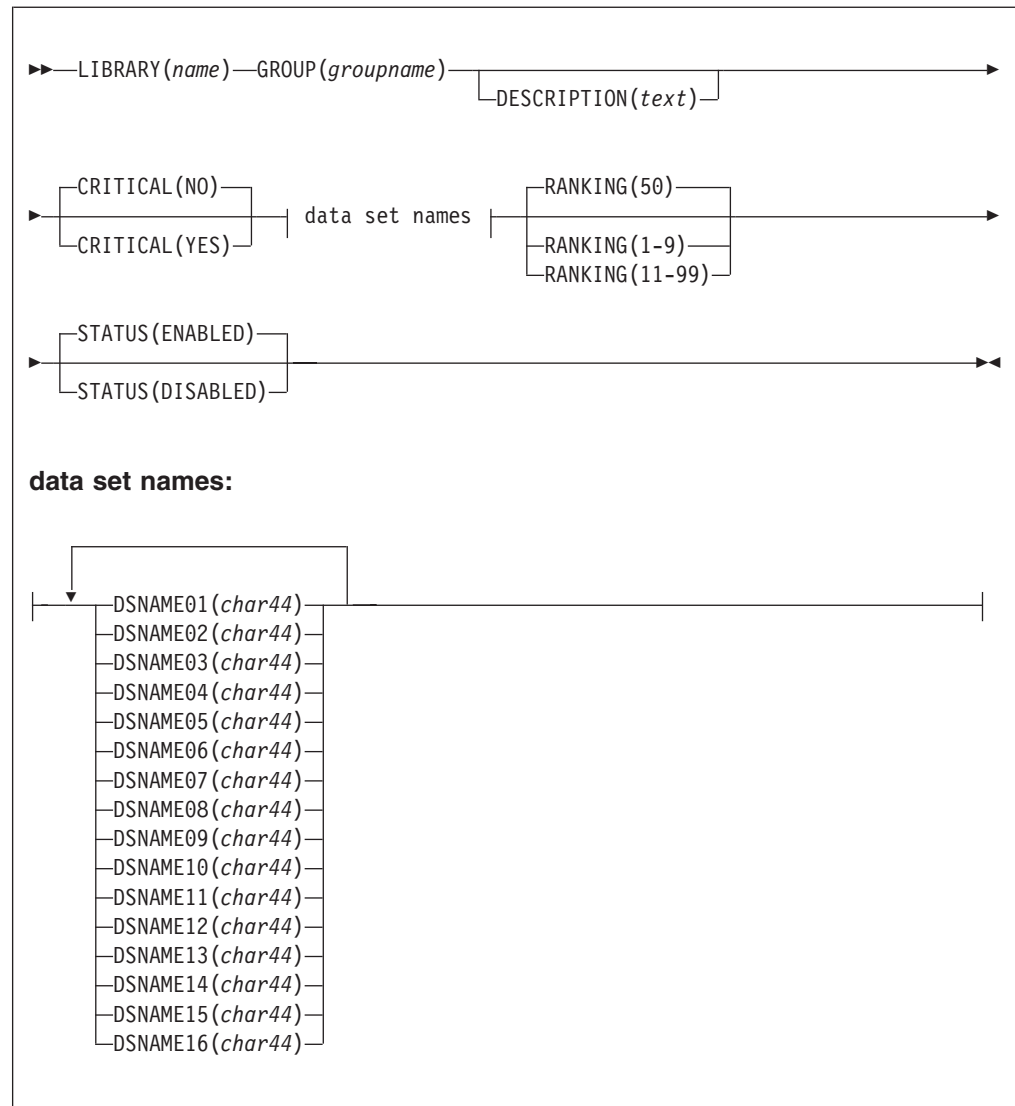 LIBRARY(name) GROUP(groupname)
DESCRIPTION(text)
CRITICAL(NO)
CRITICAL(YES)
data set names
RANKING(50)
RANKING(1-9)
RANKING(11-99)
STATUS(ENABLED)
STATUS(DISABLED)
data set names:
DSNAME01(char44)
DSNAME02(char44)
DSNAME03(char44)
DSNAME04(char44)
DSNAME05(char44)
DSNAME06(char44)
DSNAME07(char44)
DSNAME08(char44)
DSNAME09(char44)
DSNAME10(char44)
DSNAME11(char44)
DSNAME12(char44)
DSNAME13(char44)
DSNAME14(char44)
DSNAME15(char44)
DSNAME16(char44)